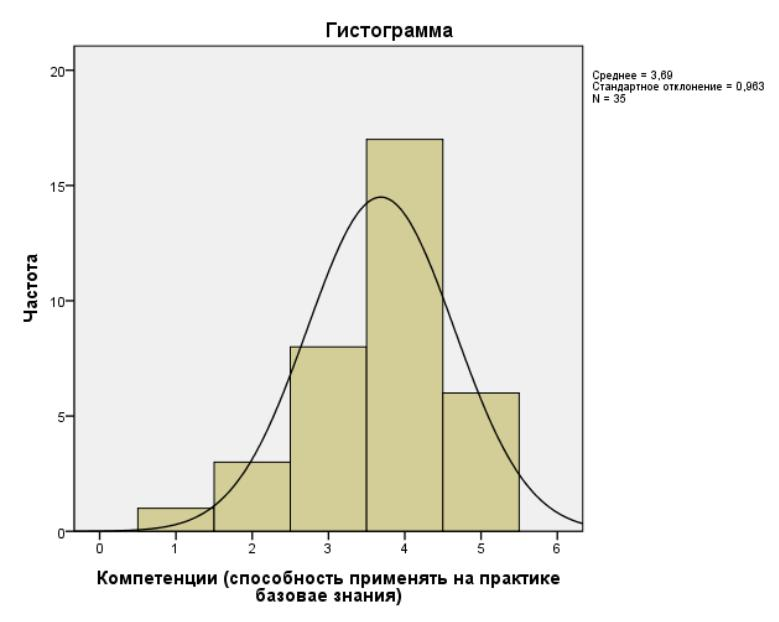 Гистограмма
Среднее = 3,69
Стандартное отклонение = 0,963
N = 35
20
15
10
5
0
Частота
0 1 2 3 4 5 6
Компетенции (способность применять на практике
базовае знания)